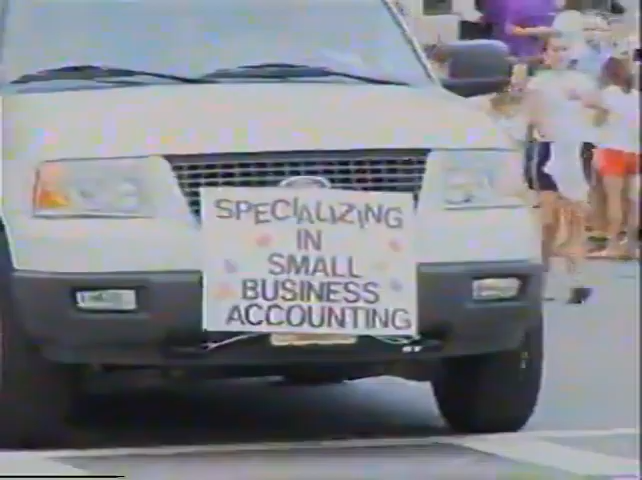 SPECIALIZING
IN
SMALL
BUSINESS
ACCOUNTING